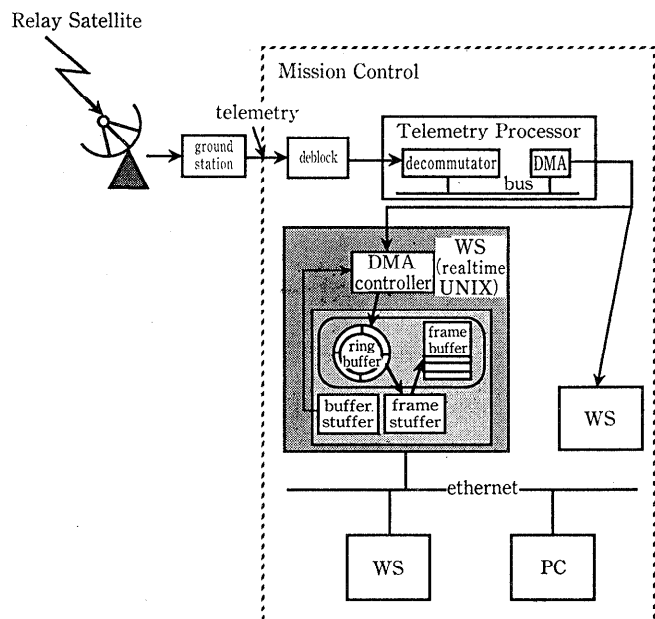 Relay Satellite
Mission Control
telemetry
ground
station
deblock
Telemetry Processor
decommutator
DMA
bus
DMA
controller
WS
(realtime
UNIX)
ring
buffer
frame
buffer
buffer
stuffer
frame
stuffer
WS
ethernet
WS
PC